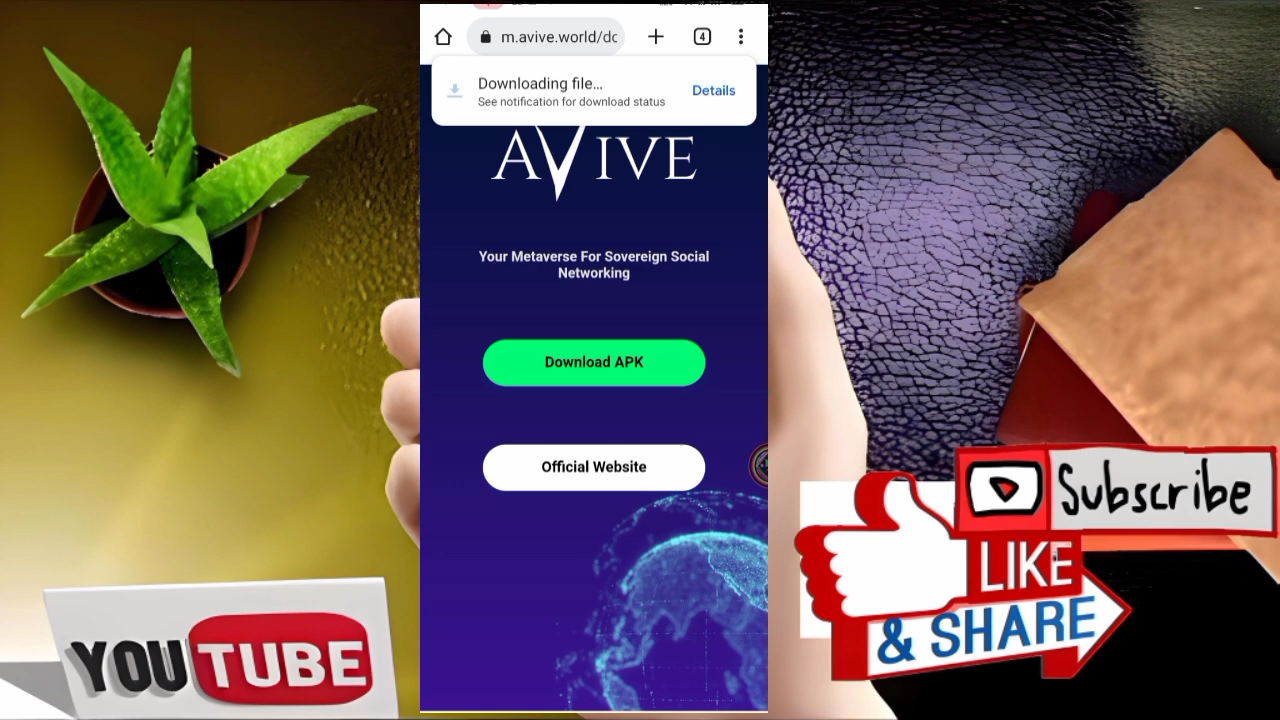 m.avive.world/dc
4
Downloading file...
See notification for download status
Details
AVIVE
Your Metaverse For Sovereign Social
Networking
Download APK
Official Website
YOUTUBE
Subscribe
LIKE
& SHARE